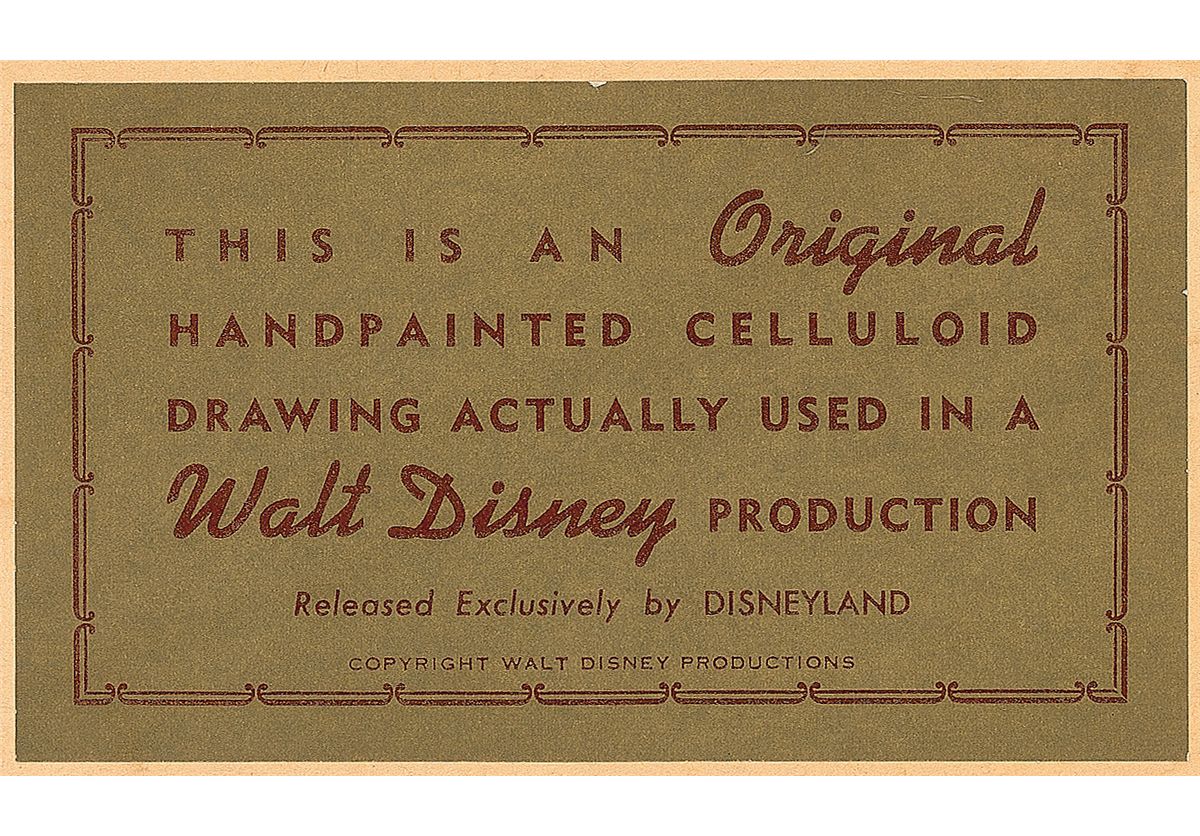 THIS IS AN Original
HANDPAINTED CELLULOID
DRAWING ACTUALLY USED IN A
Walt Disney PRODUCTION
Released Exclusively by DISNEYLAND
COPYRIGHT WALT DISNEY PRODUCTIONS